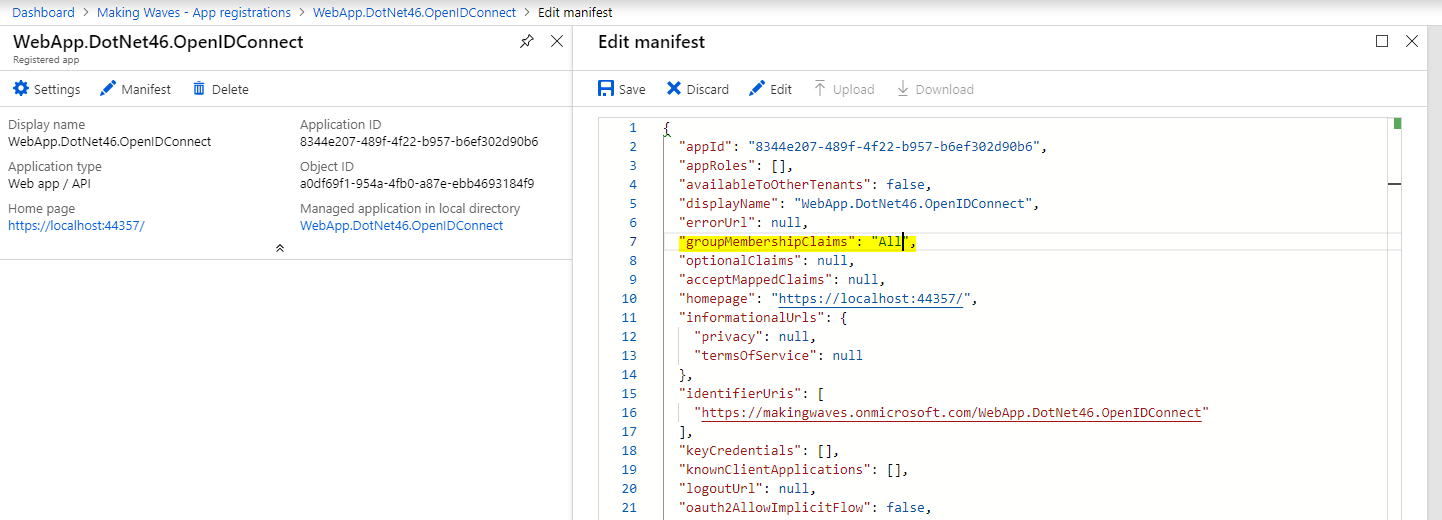 Dashboard > Making Waves - App registrations > WebApp.DotNet46.OpenIDConnect > Edit manifest
WebApp.DotNet46.OpenIDConnect
Registered app
Settings Manifest Delete
Display name
WebApp.DotNet46.OpenIDConnect
Application type
Web app / API
Home page
https://localhost:44357/
Application ID
8344e207-489f-4f22-b957-b6ef302d90b6
Object ID
a0df69f1-954a-4fb0-a87e-ebb4693184f9
Managed application in local directory
WebApp.DotNet46.OpenIDConnect
Edit manifest
Save Discard Edit Upload Download
1 {
2 "appId": "8344e207-489f-4f22-b957-b6ef302d90b6",
3 "appRoles": [],
4 "availableToOtherTenants": false,
5 "displayName": "WebApp.DotNet46.OpenIDConnect",
6 "errorUrl": null,
7 "groupMembershipClaims": "All",
8 "optionalClaims": null,
9 "acceptMappedClaims": null,
10 "homepage": "https://localhost:44357/",
11 "informationalUrls": {
12 "privacy": null,
13 "termsOfService": null
14 },
15 "identifierUris": [
16 "https://makingwaves.onmicrosoft.com/WebApp.DotNet46.OpenIDConnect"
17 ],
18 "keyCredentials": [],
19 "knownClientApplications": [],
20 "logoutUrl": null,
21 "oauth2AllowImplicitFlow": false,